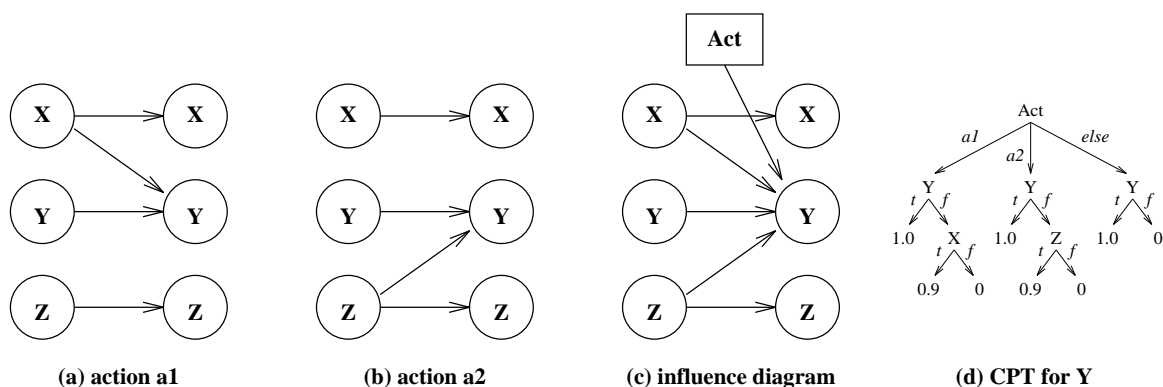 Act
X X X X X X
Act
a1 a2 else
Y Y Y
t f t f t f
Y Y Y Y Y Y
1.0 X 1.0 Z 1.0 0
t f t f
0.9 0 0.9 0
Z Z Z Z Z Z
(a) action a1 (b) action a2 (c) influence diagram (d) CPT for Y